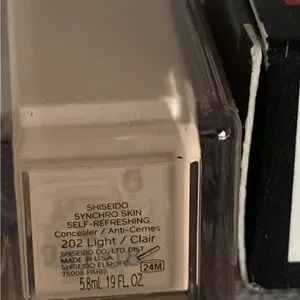 SHISEIDO
SYNCHRO SKIN
SELF-REFRESHING
Concealer / Anti-Cernes
202 Light / Clair
SHISEIDO CO., LTD. DIST.
MADE IN U.S.A.
SHISEIDO EUROPE
75008 PARIS
24M
5.8mL .19 FL. OZ